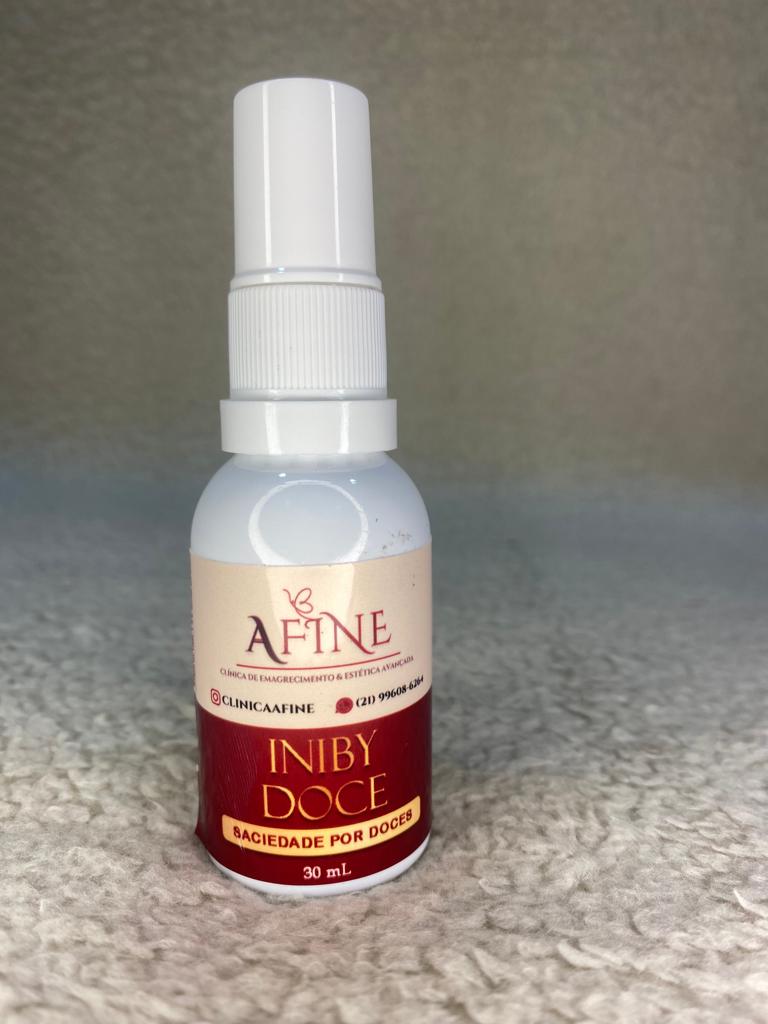 AFINE
CLÍNICA DE EMAGRECIMENTO & ESTÉTICA AVANÇADA
CLINICAAFINE (21) 99608-6264
INIBY
DOCE
SACIEDADE POR DOCES
30 mL